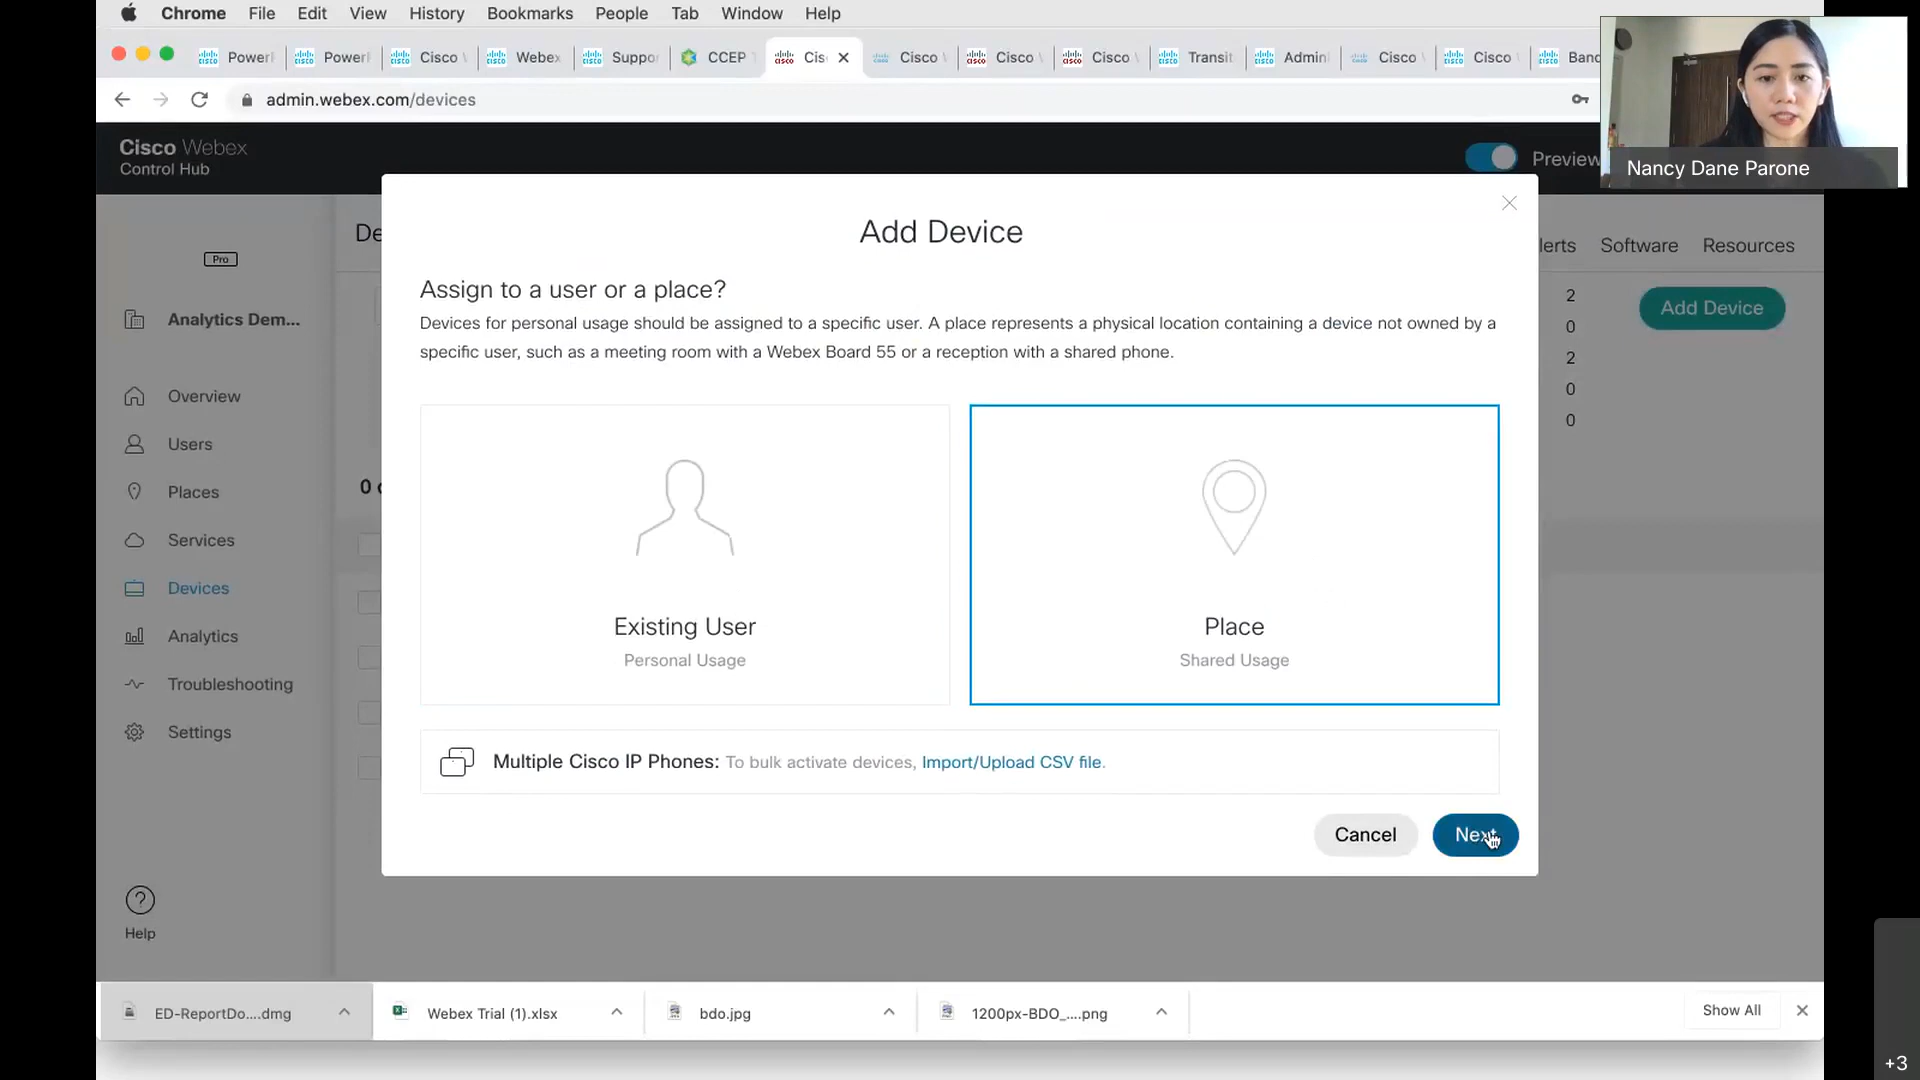 Chrome File Edit View History Bookmarks People Tab Window Help
PowerP PowerP Cisco Webex Suppor CCEP Cis Cisco Cisco Cisco Transit Admin Cisco Cisco Band
admin.webex.com/devices
Cisco Webex
Control Hub
Preview
Nancy Dane Parone
Pro
Analytics Dem...
Overview
Users
Places
Services
Devices
Analytics
Troubleshooting
Settings
Help
De
lerts Software Resources
2
0
2
0
0
Add Device
0
Add Device
Assign to a user or a place?
Devices for personal usage should be assigned to a specific user. A place represents a physical location containing a device not owned by a
specific user, such as a meeting room with a Webex Board 55 or a reception with a shared phone.
Existing User
Personal Usage
Place
Shared Usage
Multiple Cisco IP Phones: To bulk activate devices, Import/Upload CSV file.
Cancel Next
ED-ReportDo....dmg Webex Trial (1).xlsx bdo.jpg 1200px-BDO_....png Show All
+3